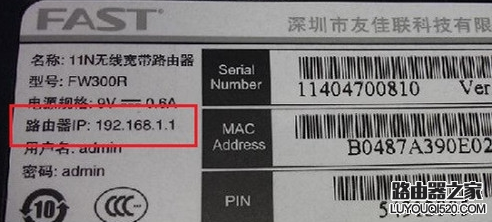 FAST
深圳市友佳联科技有限
名称: 11N无线宽带路由器
型号: FW300R
电源规格: 9V 0.6A
路由器IP: 192.168.1.1
用户名: admin
密码: admin
10
Serial Number
11404700810 Ver
MAC Address
B0487A390E02
PIN
路由器之家
LUYOUQI520.COM